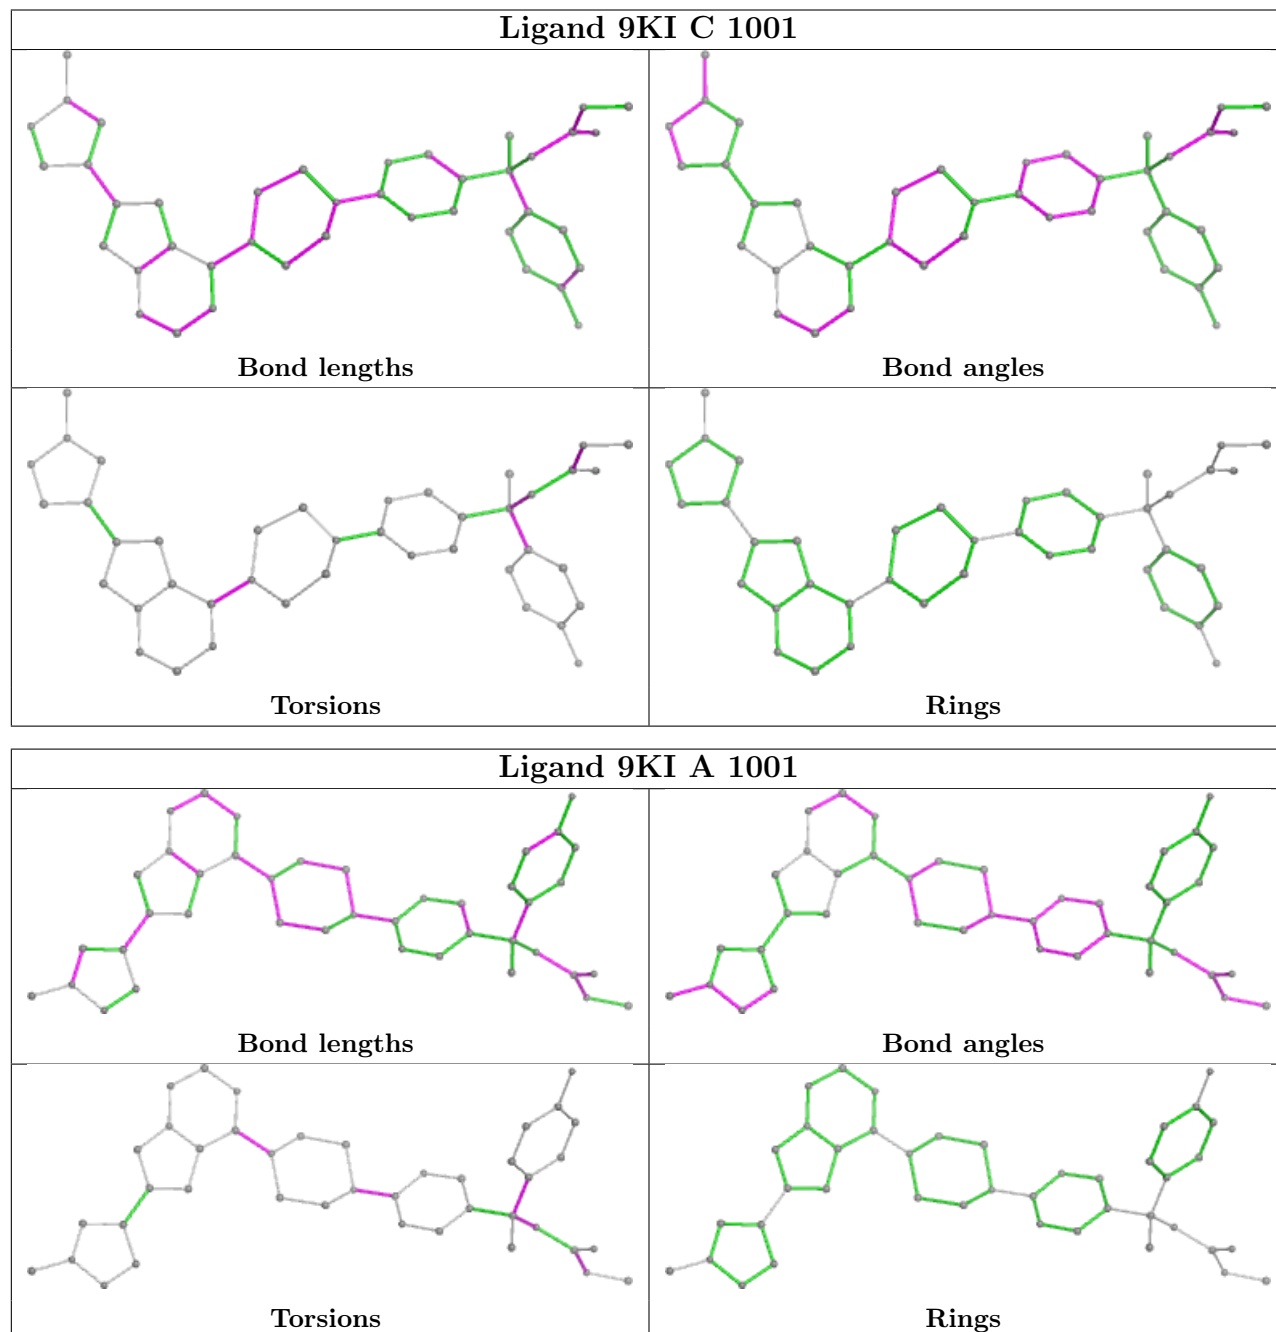 Ligand 9KI C 1001
Bond lengths
Bond angles
Torsions
Rings
Ligand 9KI A 1001
Bond lengths
Bond angles
Torsions
Rings